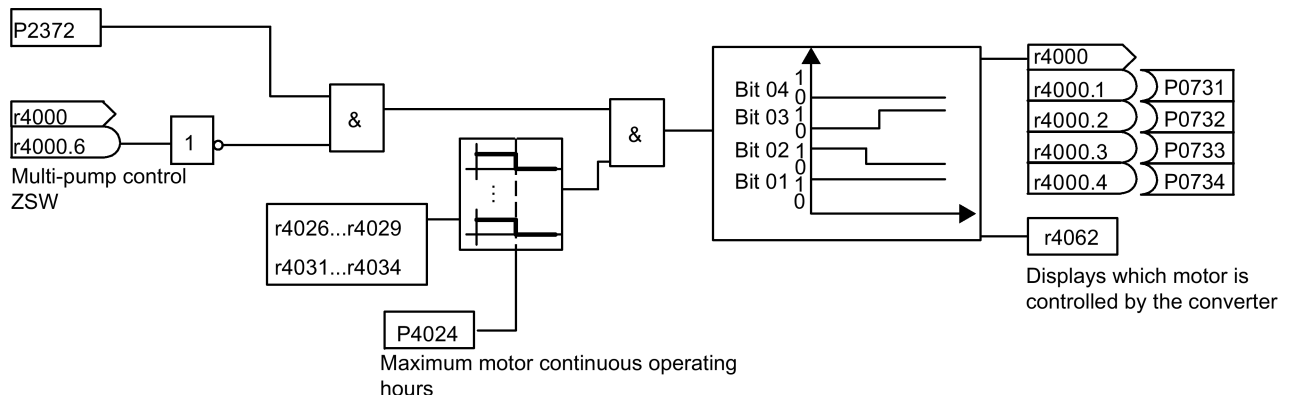 P2372
r4000
r4000.6
1
&
Multi-pump control
ZSW
r4026...r4029
r4031...r4034
P4024
Maximum motor continuous operating
hours
&
Bit 04 1
0
Bit 03 1
0
Bit 02 1
0
Bit 01 1
0
r4000
r4000.1 P0731
r4000.2 P0732
r4000.3 P0733
r4000.4 P0734
r4062
Displays which motor is
controlled by the converter